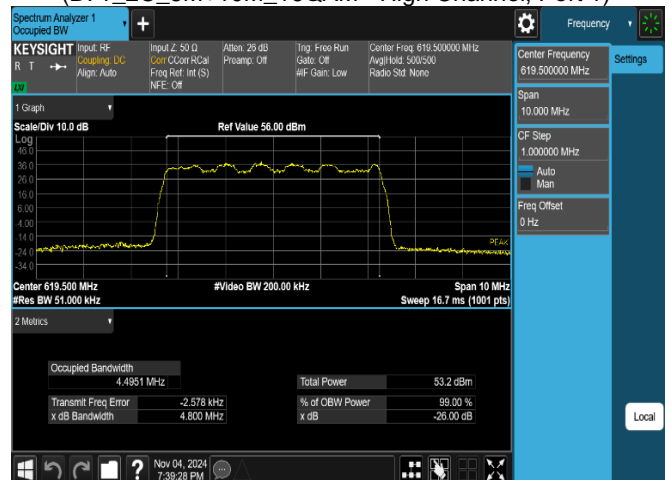 Spectrum Analyzer 1
Occupied BW
Frequency
KEYSIGHT
R T
LW
Input: RF
Coupling: DC
Align: Auto
Input Z: 50 Ω
Corr CCorr RCal
Freq Ref: Int (S)
NFE: Off
Atten: 26 dB
Preamp: Off
Trig: Free Run
Gate: Off
#IF Gain: Low
Center Freq: 619.500000 MHz
Avg|Hold: 500/500
Radio Std: None
Center Frequency
619.500000 MHz
Settings
Span
10.000 MHz
CF Step
1.000000 MHz
Auto
Man
Freq Offset
0 Hz
1 Graph
Scale/Div 10.0 dB
Ref Value 56.00 dBm
Log
46.0
36.0
26.0
16.0
6.00
-4.00
-14.0
-24.0
-34.0
PEAK
Center 619.500 MHz
#Video BW 200.00 kHz
Span 10 MHz
#Res BW 51.000 kHz
Sweep 16.7 ms (1001 pts)
2 Metrics
Occupied Bandwidth
4.4951 MHz
Total Power
53.2 dBm
Transmit Freq Error
-2.578 kHz
% of OBW Power
99.00 %
x dB Bandwidth
4.800 MHz
x dB
-26.00 dB
Local
Nov 04, 2024
7:39:28 PM